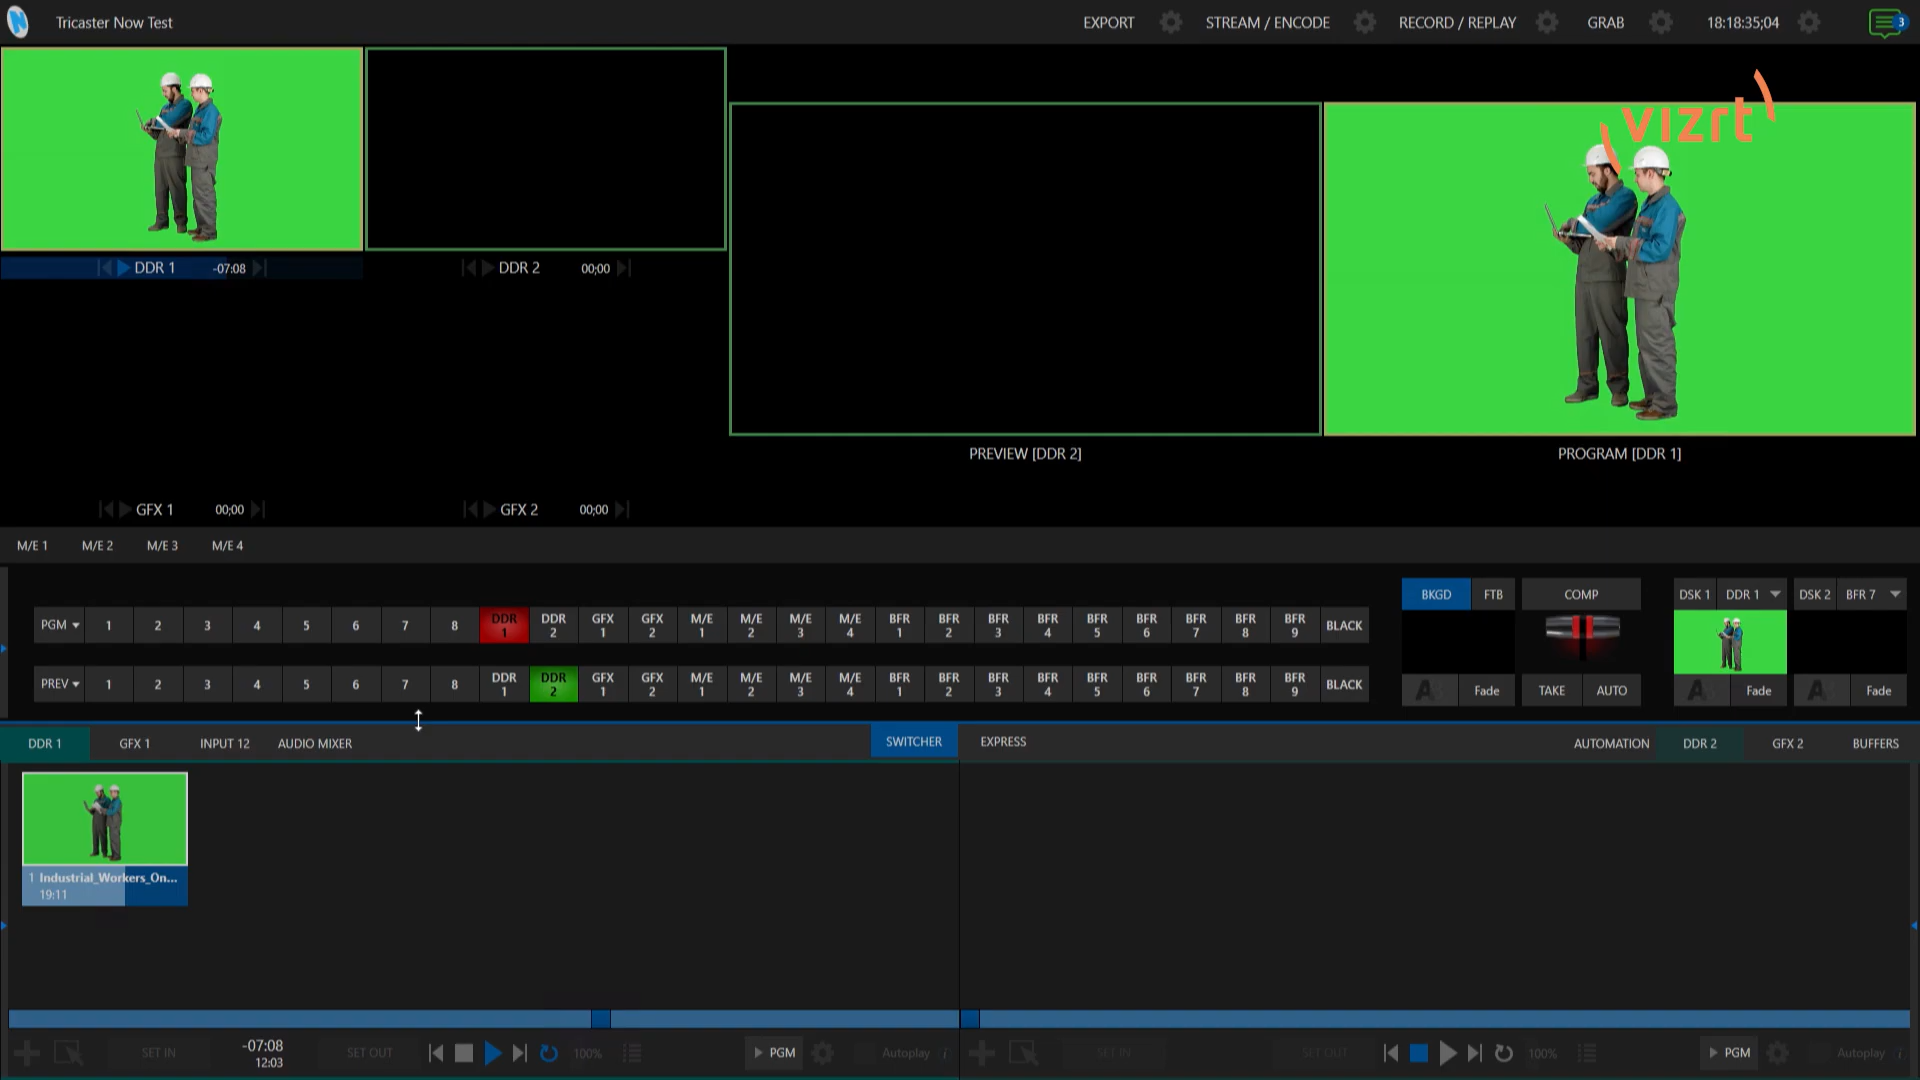 Tricaster Now Test
EXPORT STREAM / ENCODE RECORD / REPLAY GRAB 18:18:35;04 3
vizrt
DDR 1 -07:08 DDR 2 00;00
PREVIEW [DDR 2] PROGRAM [DDR 1]
GFX 1 00;00 GFX 2 00;00
M/E 1 M/E 2 M/E 3 M/E 4
BKGD FTB COMP DSK 1 DDR 1 DSK 2 BFR 7
PGM 1 2 3 4 5 6 7 8 DDR 1 DDR 2 GFX 1 GFX 2 M/E 1 M/E 2 M/E 3 M/E 4 BFR 1 BFR 2 BFR 3 BFR 4 BFR 5 BFR 6 BFR 7 BFR 8 BFR 9 BLACK
PREV 1 2 3 4 5 6 7 8 DDR 1 DDR 2 GFX 1 GFX 2 M/E 1 M/E 2 M/E 3 M/E 4 BFR 1 BFR 2 BFR 3 BFR 4 BFR 5 BFR 6 BFR 7 BFR 8 BFR 9 BLACK
Fade TAKE AUTO Fade Fade
DDR 1 GFX 1 INPUT 12 AUDIO MIXER SWITCHER EXPRESS AUTOMATION DDR 2 GFX 2 BUFFERS
1 Industrial_Workers_On...
19:11
SET IN -07:08 SET OUT 100% PGM Autoplay SET IN SET OUT 100% PGM Autoplay
12:03